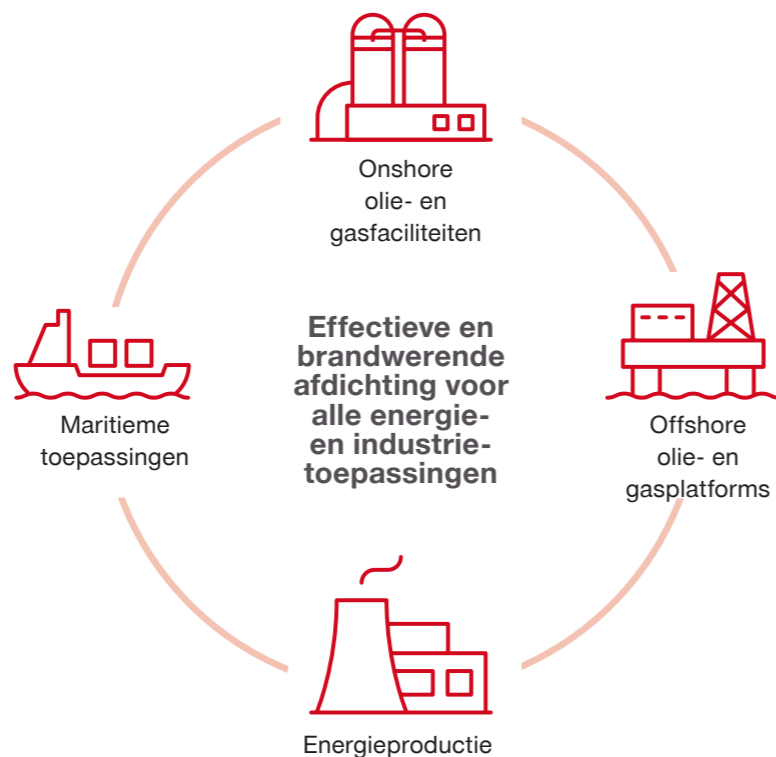 Onshore
olie- en
gasfaciliteiten
Effectieve en
brandwerende
afdichting voor
alle energie-
en industrie-
toepassingen
Maritieme
toepassingen
Offshore
olie- en
gasplatforms
Energieproductie